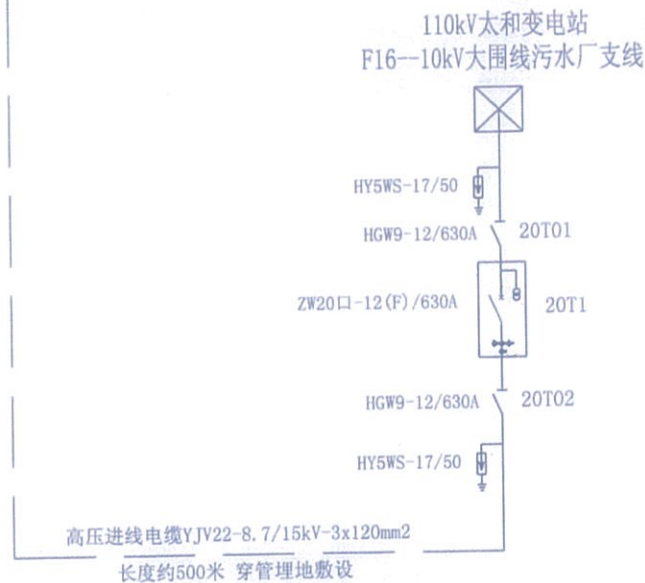 110kV太和变电站
F16--10kV大围线污水厂支线
HY5WS-17/50
HGW9-12/630A 20T01
ZW20口-12(F)/630A 20T1
HGW9-12/630A 20T02
HY5WS-17/50
高压进线电缆YJV22-8.7/15kV-3x120mm2
长度约500米 穿管埋地敷设